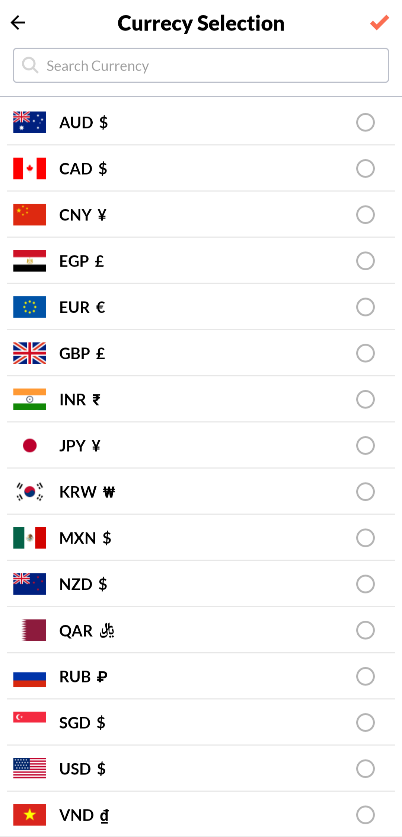 Currecy Selection
Search Currency
AUD $
CAD $
CNY ¥
EGP £
EUR €
GBP £
INR ₹
JPY ¥
KRW ₩
MXN $
NZD $
QAR ﷼
RUB ₽
SGD $
USD $
VND ₫